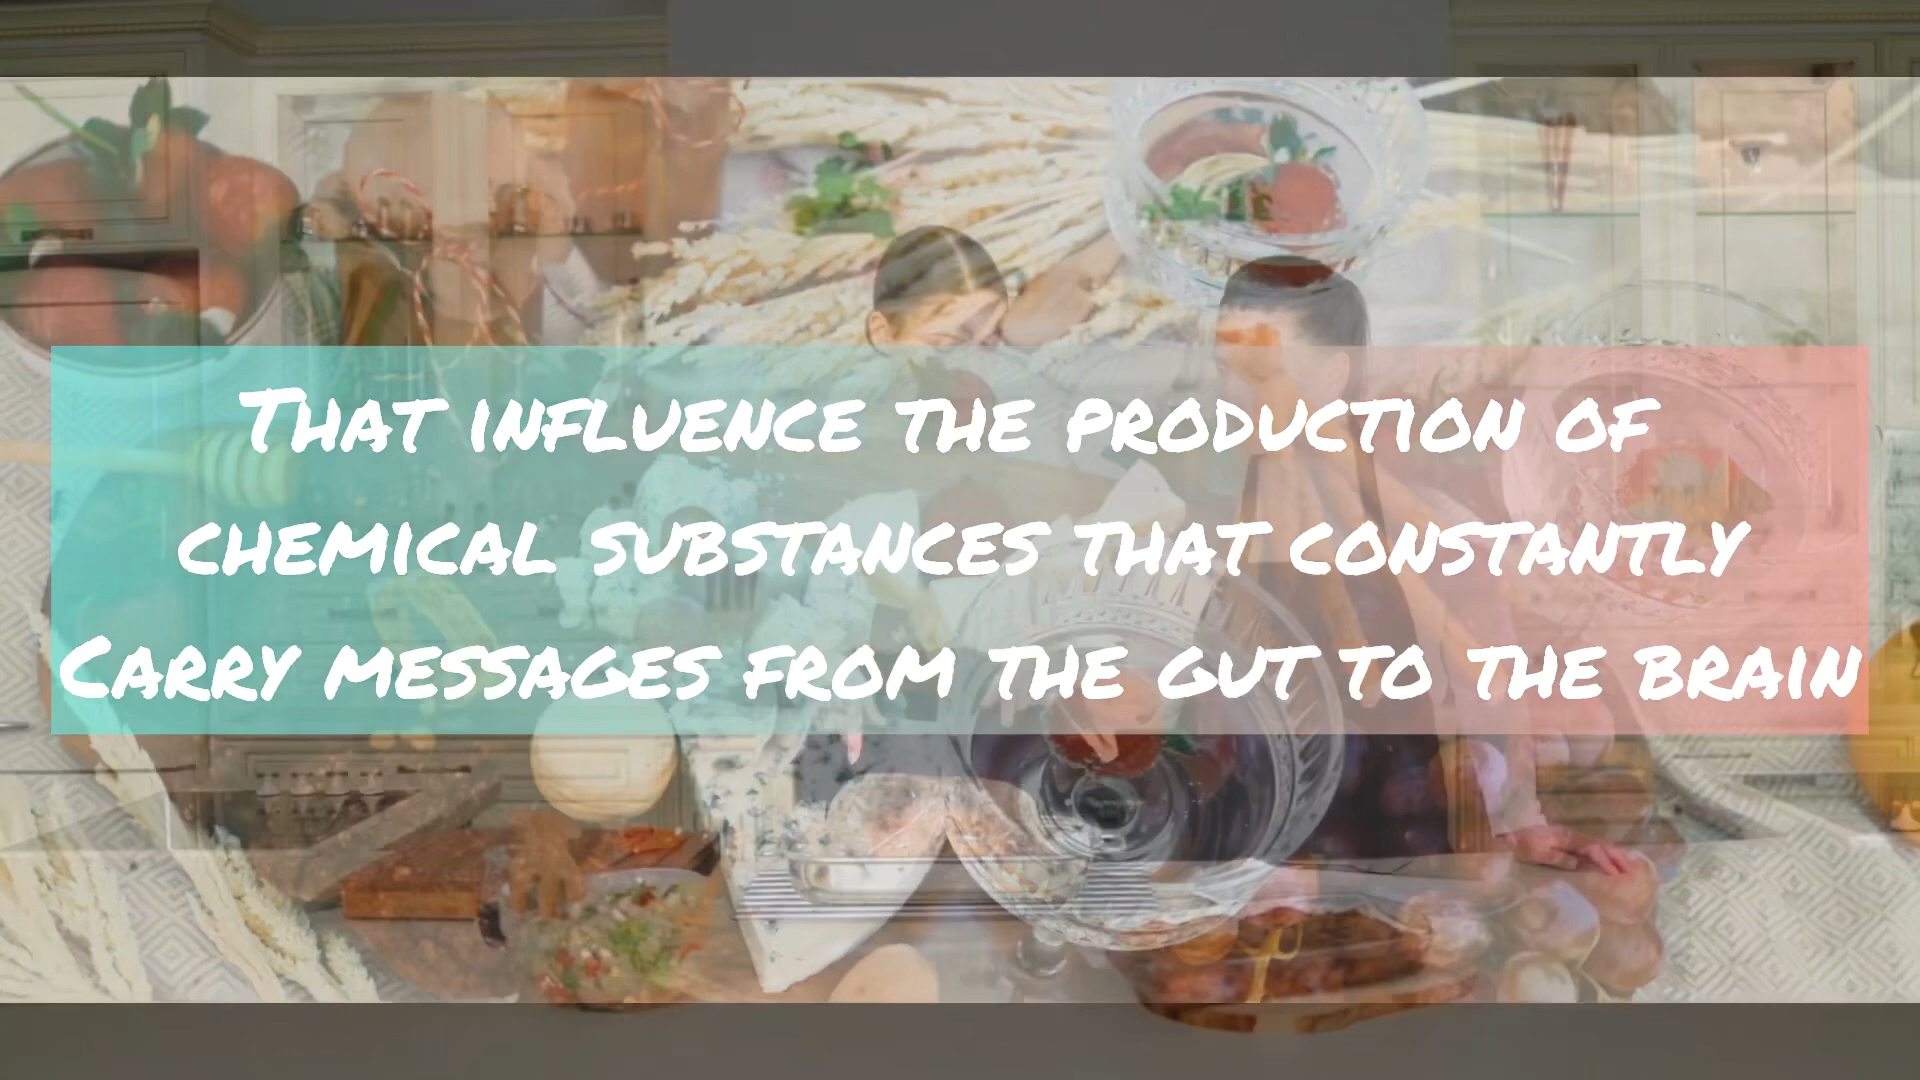 That influence the production of
chemical substances that constantly
Carry messages from the gut to the brain